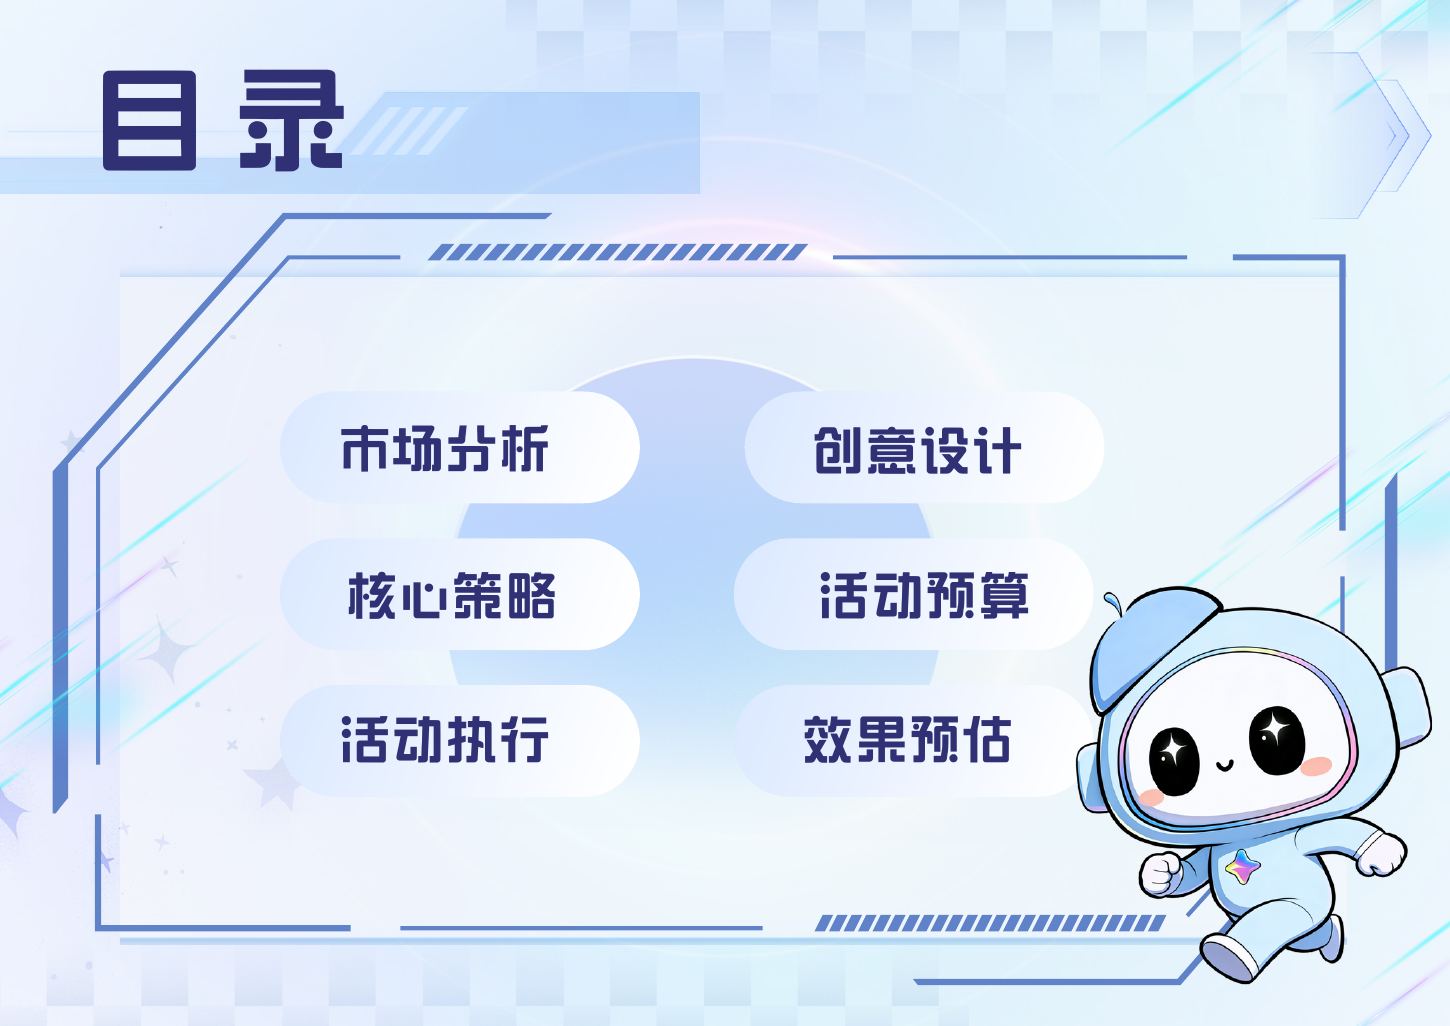 目录
市场分析
创意设计
核心策略
活动预算
活动执行
效果预估